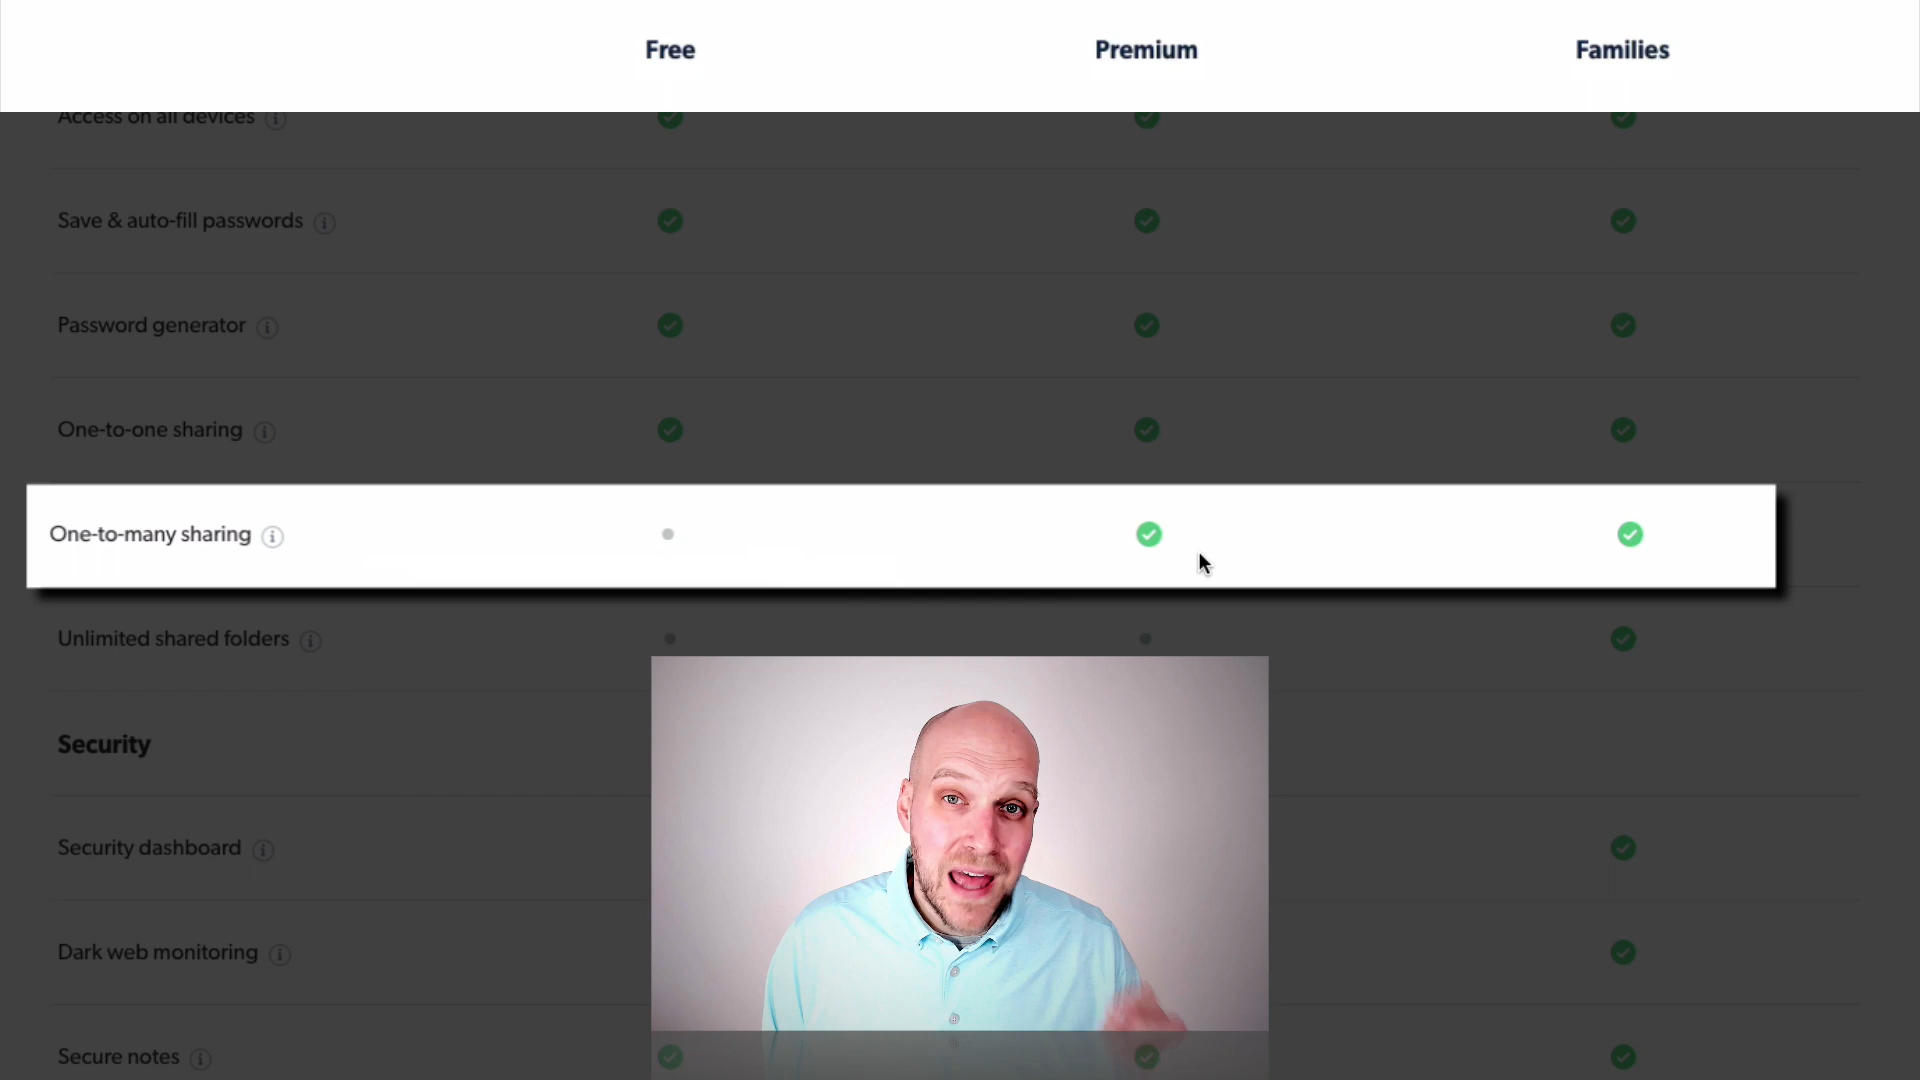 Free Premium Families
Access on all devices
Save & auto-fill passwords
Password generator
One-to-one sharing
One-to-many sharing
Unlimited shared folders
Security
Security dashboard
Dark web monitoring
Secure notes